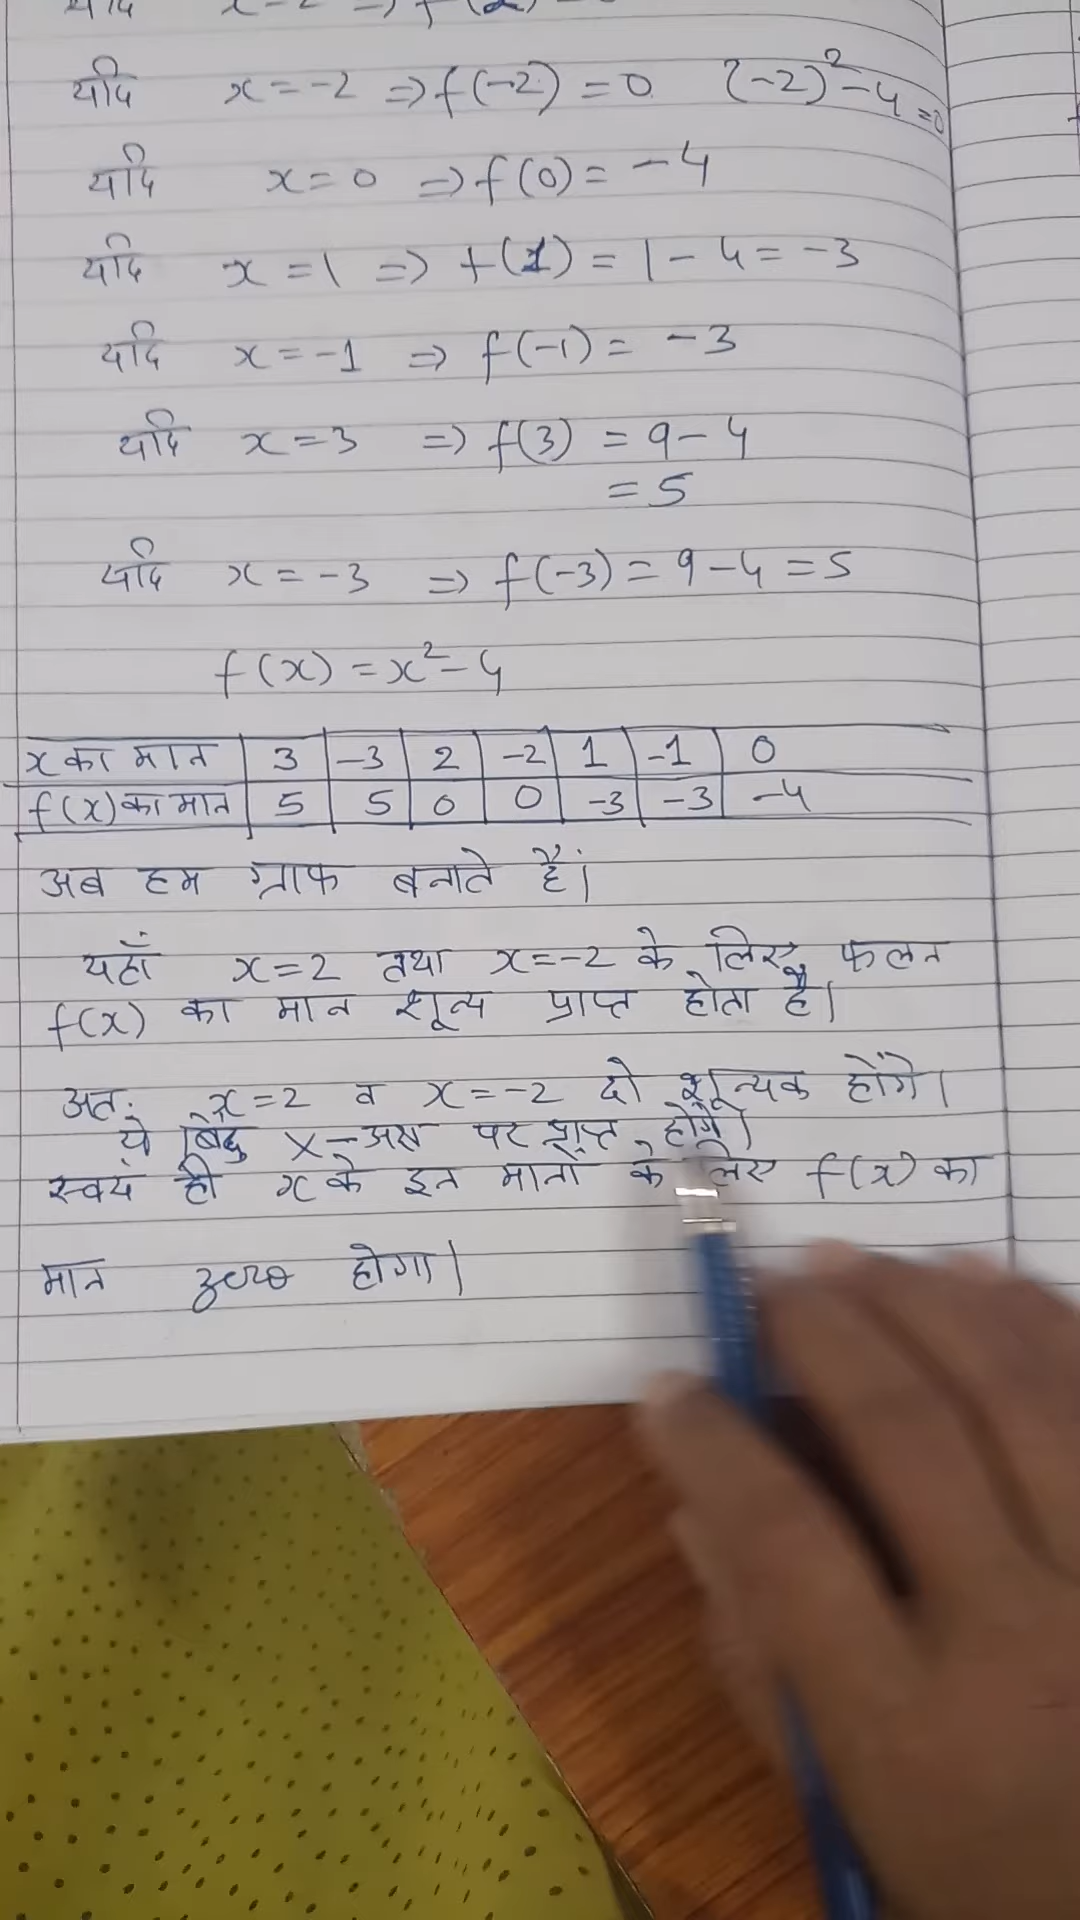 यदि x=-2 ⇒ f(-2) = 0 (-2)²-4=0
यदि x=0 ⇒ f(0) = -4
यदि x=1 ⇒ f(1) = 1-4=-3
यदि x=-1 ⇒ f(-1) = -3
यदि x=3 ⇒ f(3) = 9-4
=5
यदि x=-3 ⇒ f(-3) = 9-4=5
f(x) = x²-4
x का मान 3 -3 2 -2 1 -1 0
f(x) का मान 5 5 0 0 -3 -3 -4
अब हम ग्राफ बनाते हैं।
यहाँ x=2 तथा x=-2 के लिए फलन
f(x) का मान शून्य प्राप्त होता है।
अतः x=2 व x=-2 दो शून्यक होंगे।
ये बिंदु x-अक्ष पर प्राप्त होंगे।
स्वयं ही x के इन मानों के लिए f(x) का
मान होगा।